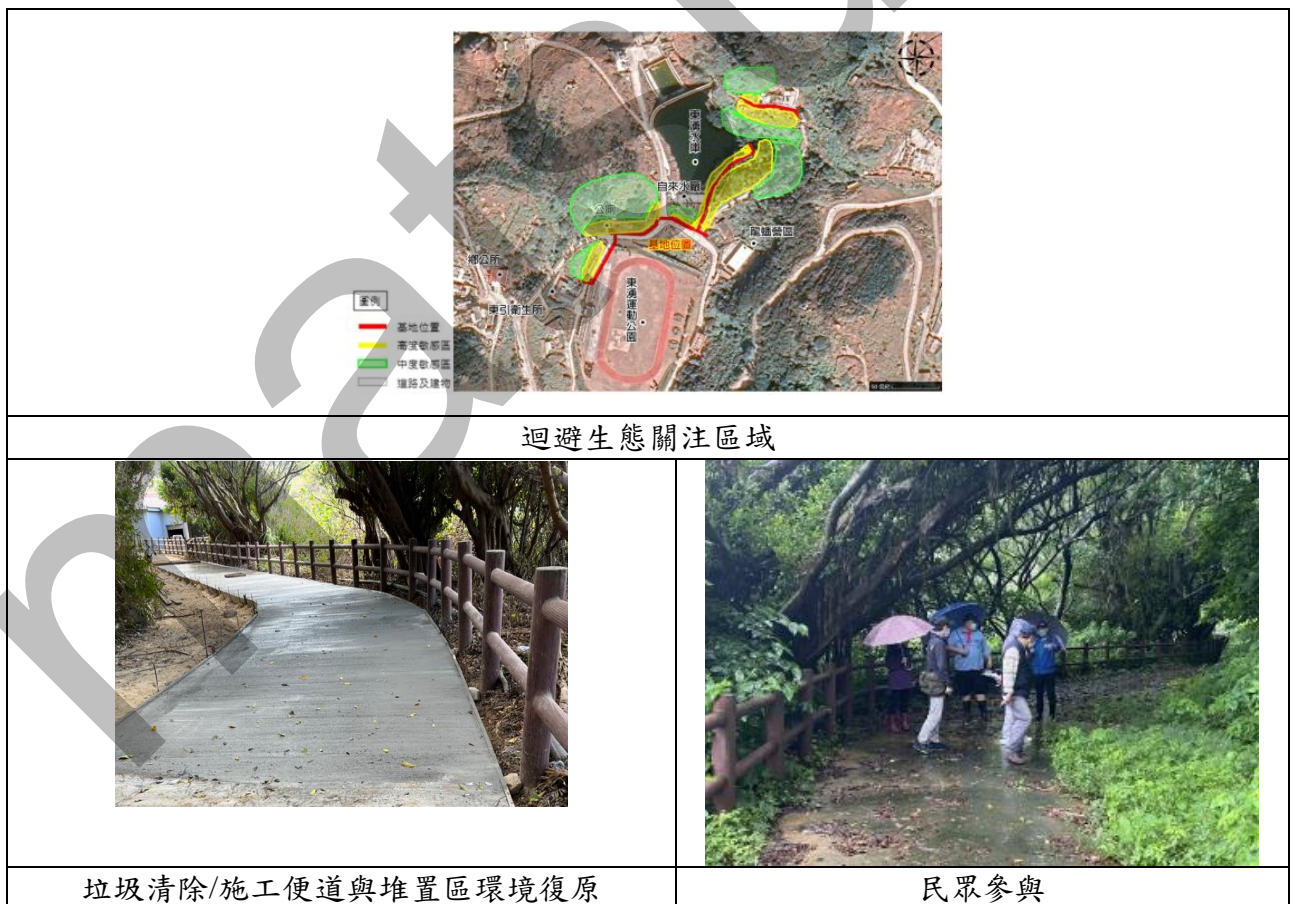 東湧水庫
自來水廠
公廁
基地位置
龍蟠營區
鄉公所
東引衛生所
東湧運動公園
圖例
基地位置
高度敏感區
中度敏感區
道路及建物
迴避生態關注區域
垃圾清除/施工便道與堆置區環境復原
民眾參與